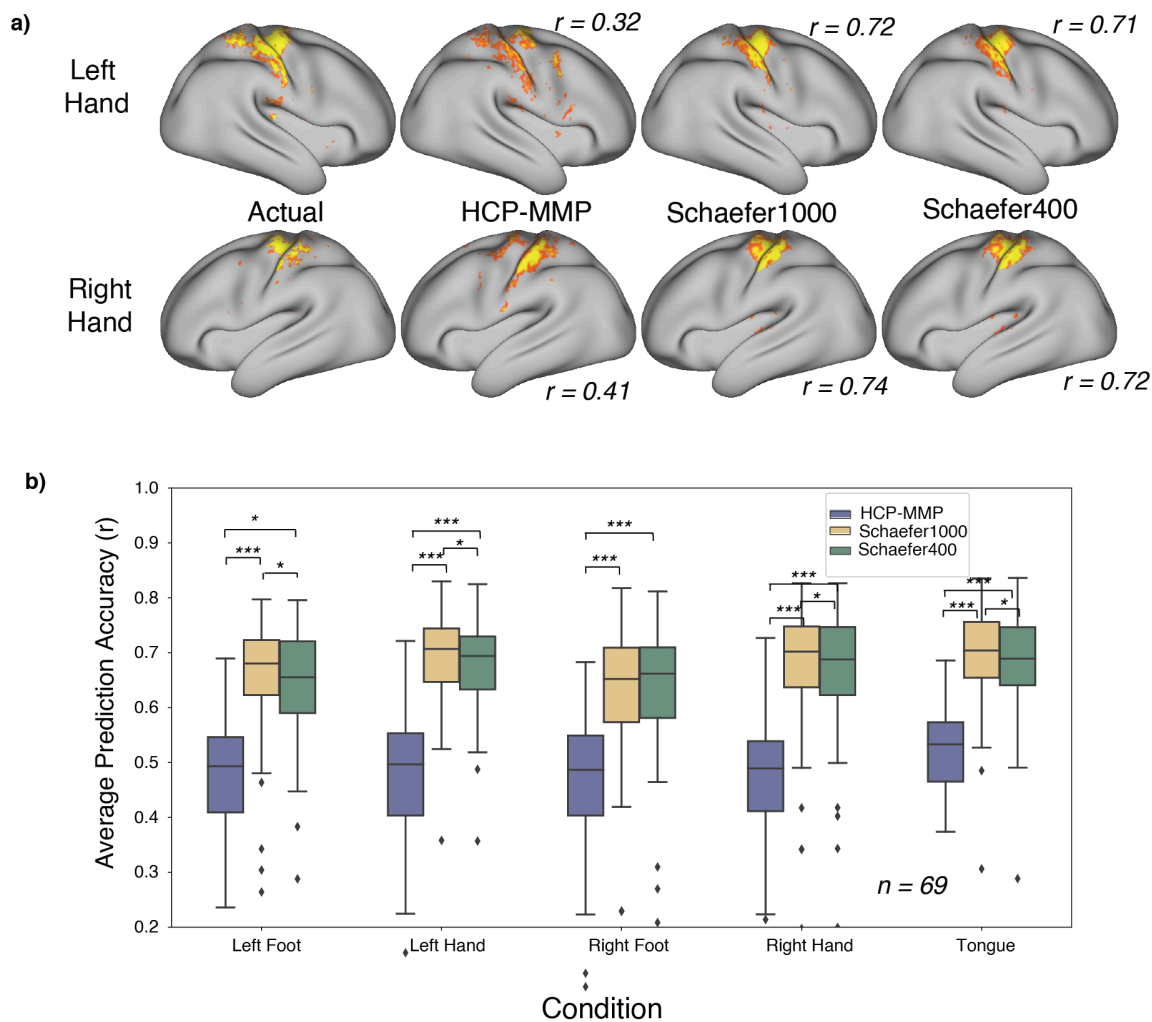 a)
r = 0.32
r = 0.72
r = 0.71
Left
Hand
Actual
HCP-MMP
Schaefer1000
Schaefer400
Right
Hand
r = 0.41
r = 0.74
r = 0.72
b)
1.0
0.9
0.8
0.7
0.6
0.5
0.4
0.3
0.2
Average Prediction Accuracy (r)
HCP-MMP
Schaefer1000
Schaefer400
*
***
*
***
***
*
***
***
***
***
*
***
***
*
n = 69
Left Foot
Left Hand
Right Foot
Right Hand
Tongue
Condition